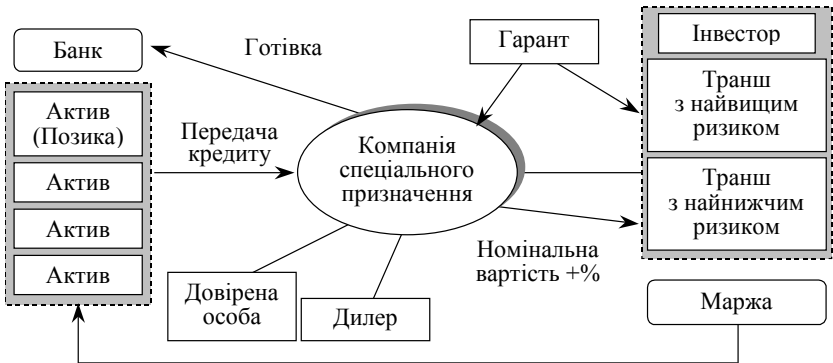 Банк
Готівка
Гарант
Інвестор
Актив
(Позика)
Актив
Актив
Актив
Передача
кредиту
Компанія
спеціального
призначення
Транш
з найвищим
ризиком
Транш
з найнижчим
ризиком
Номінальна
вартість +%
Довірена
особа
Дилер
Маржа